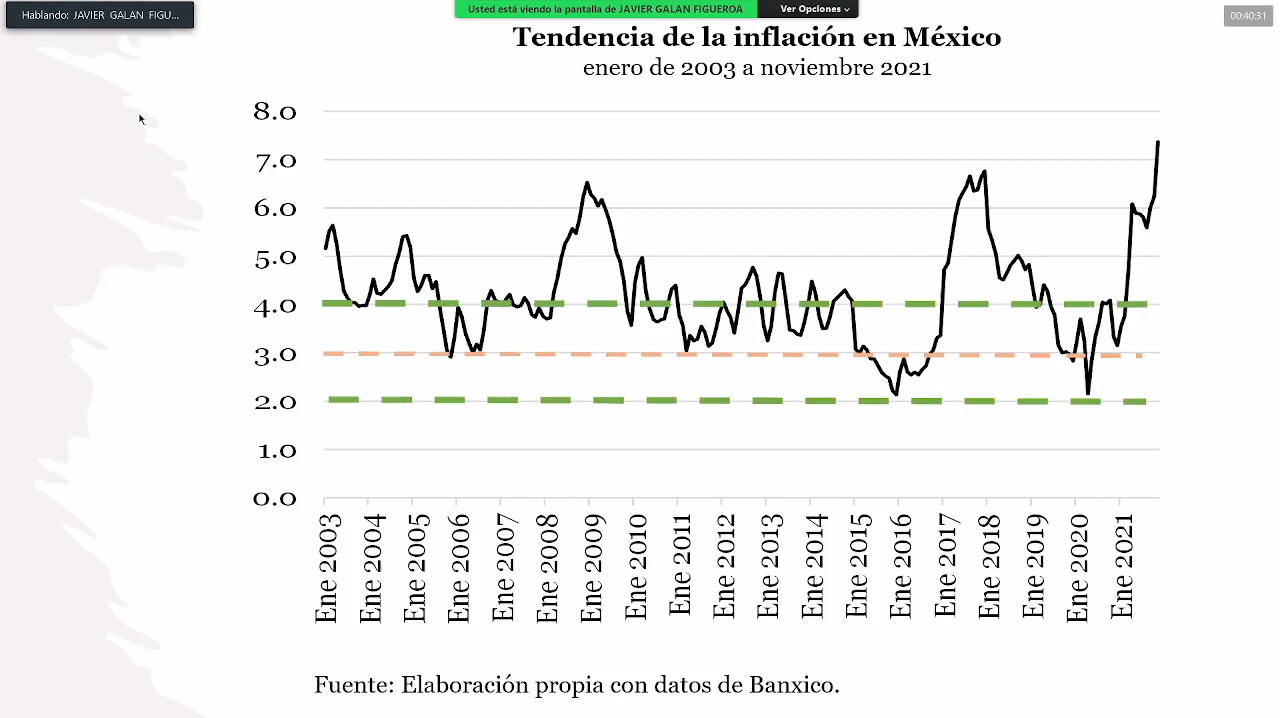 Hablando: JAVIER GALAN FIGU...
Usted está viendo la pantalla de JAVIER GALAN FIGUEROA
Ver Opciones
00:40:31
Tendencia de la inflación en México
enero de 2003 a noviembre 2021
8.0
7.0
6.0
5.0
4.0
3.0
2.0
1.0
0.0
Ene 2003
Ene 2004
Ene 2005
Ene 2006
Ene 2007
Ene 2008
Ene 2009
Ene 2010
Ene 2011
Ene 2012
Ene 2013
Ene 2014
Ene 2015
Ene 2016
Ene 2017
Ene 2018
Ene 2019
Ene 2020
Ene 2021
Fuente: Elaboración propia con datos de Banxico.